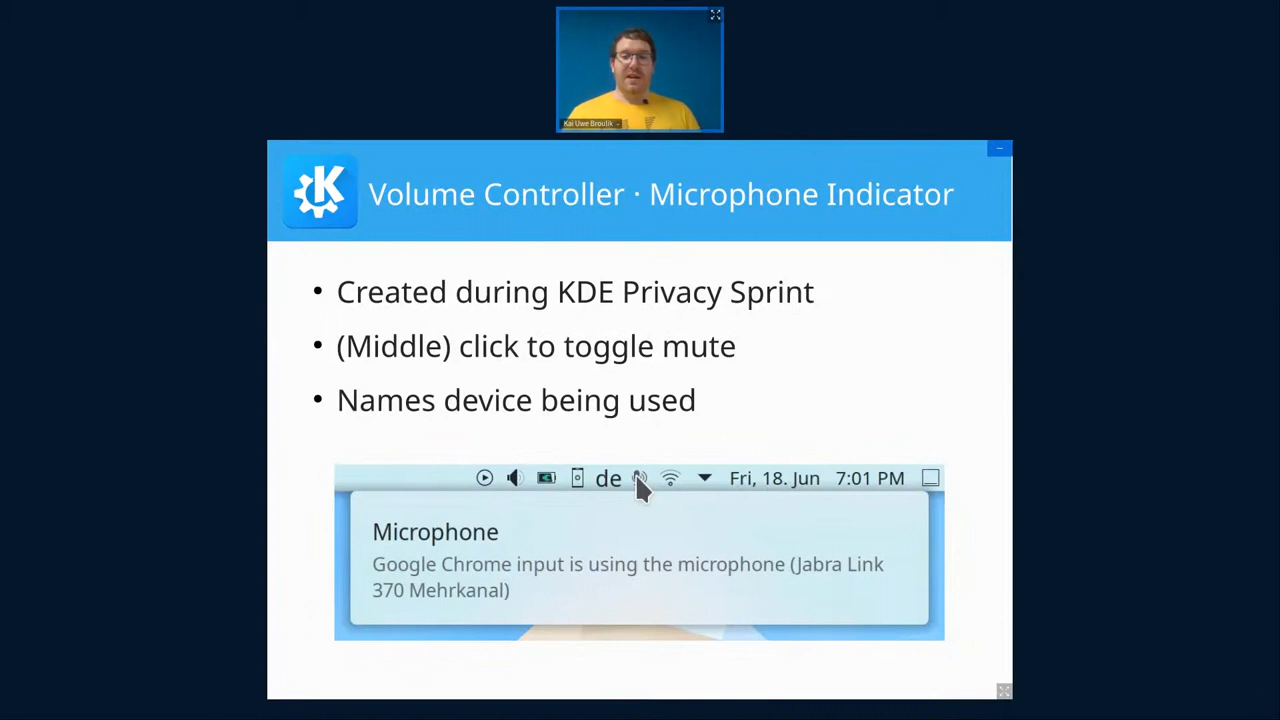 Kai Uwe Broulik
Volume Controller · Microphone Indicator
• Created during KDE Privacy Sprint
• (Middle) click to toggle mute
• Names device being used
de Fri, 18. Jun 7:01 PM
Microphone
Google Chrome input is using the microphone (Jabra Link
370 Mehrkanal)